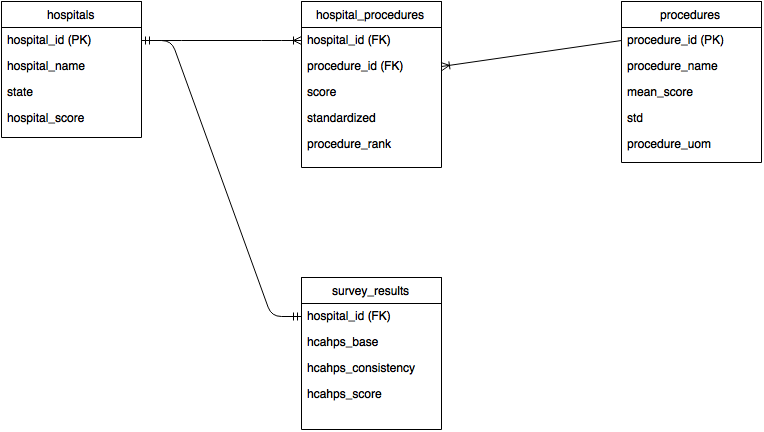 hospitals
hospital_id (PK)
hospital_name
state
hospital_score
hospital_procedures
hospital_id (FK)
procedure_id (FK)
score
standardized
procedure_rank
procedures
procedure_id (PK)
procedure_name
mean_score
std
procedure_uom
survey_results
hospital_id (FK)
hcahps_base
hcahps_consistency
hcahps_score